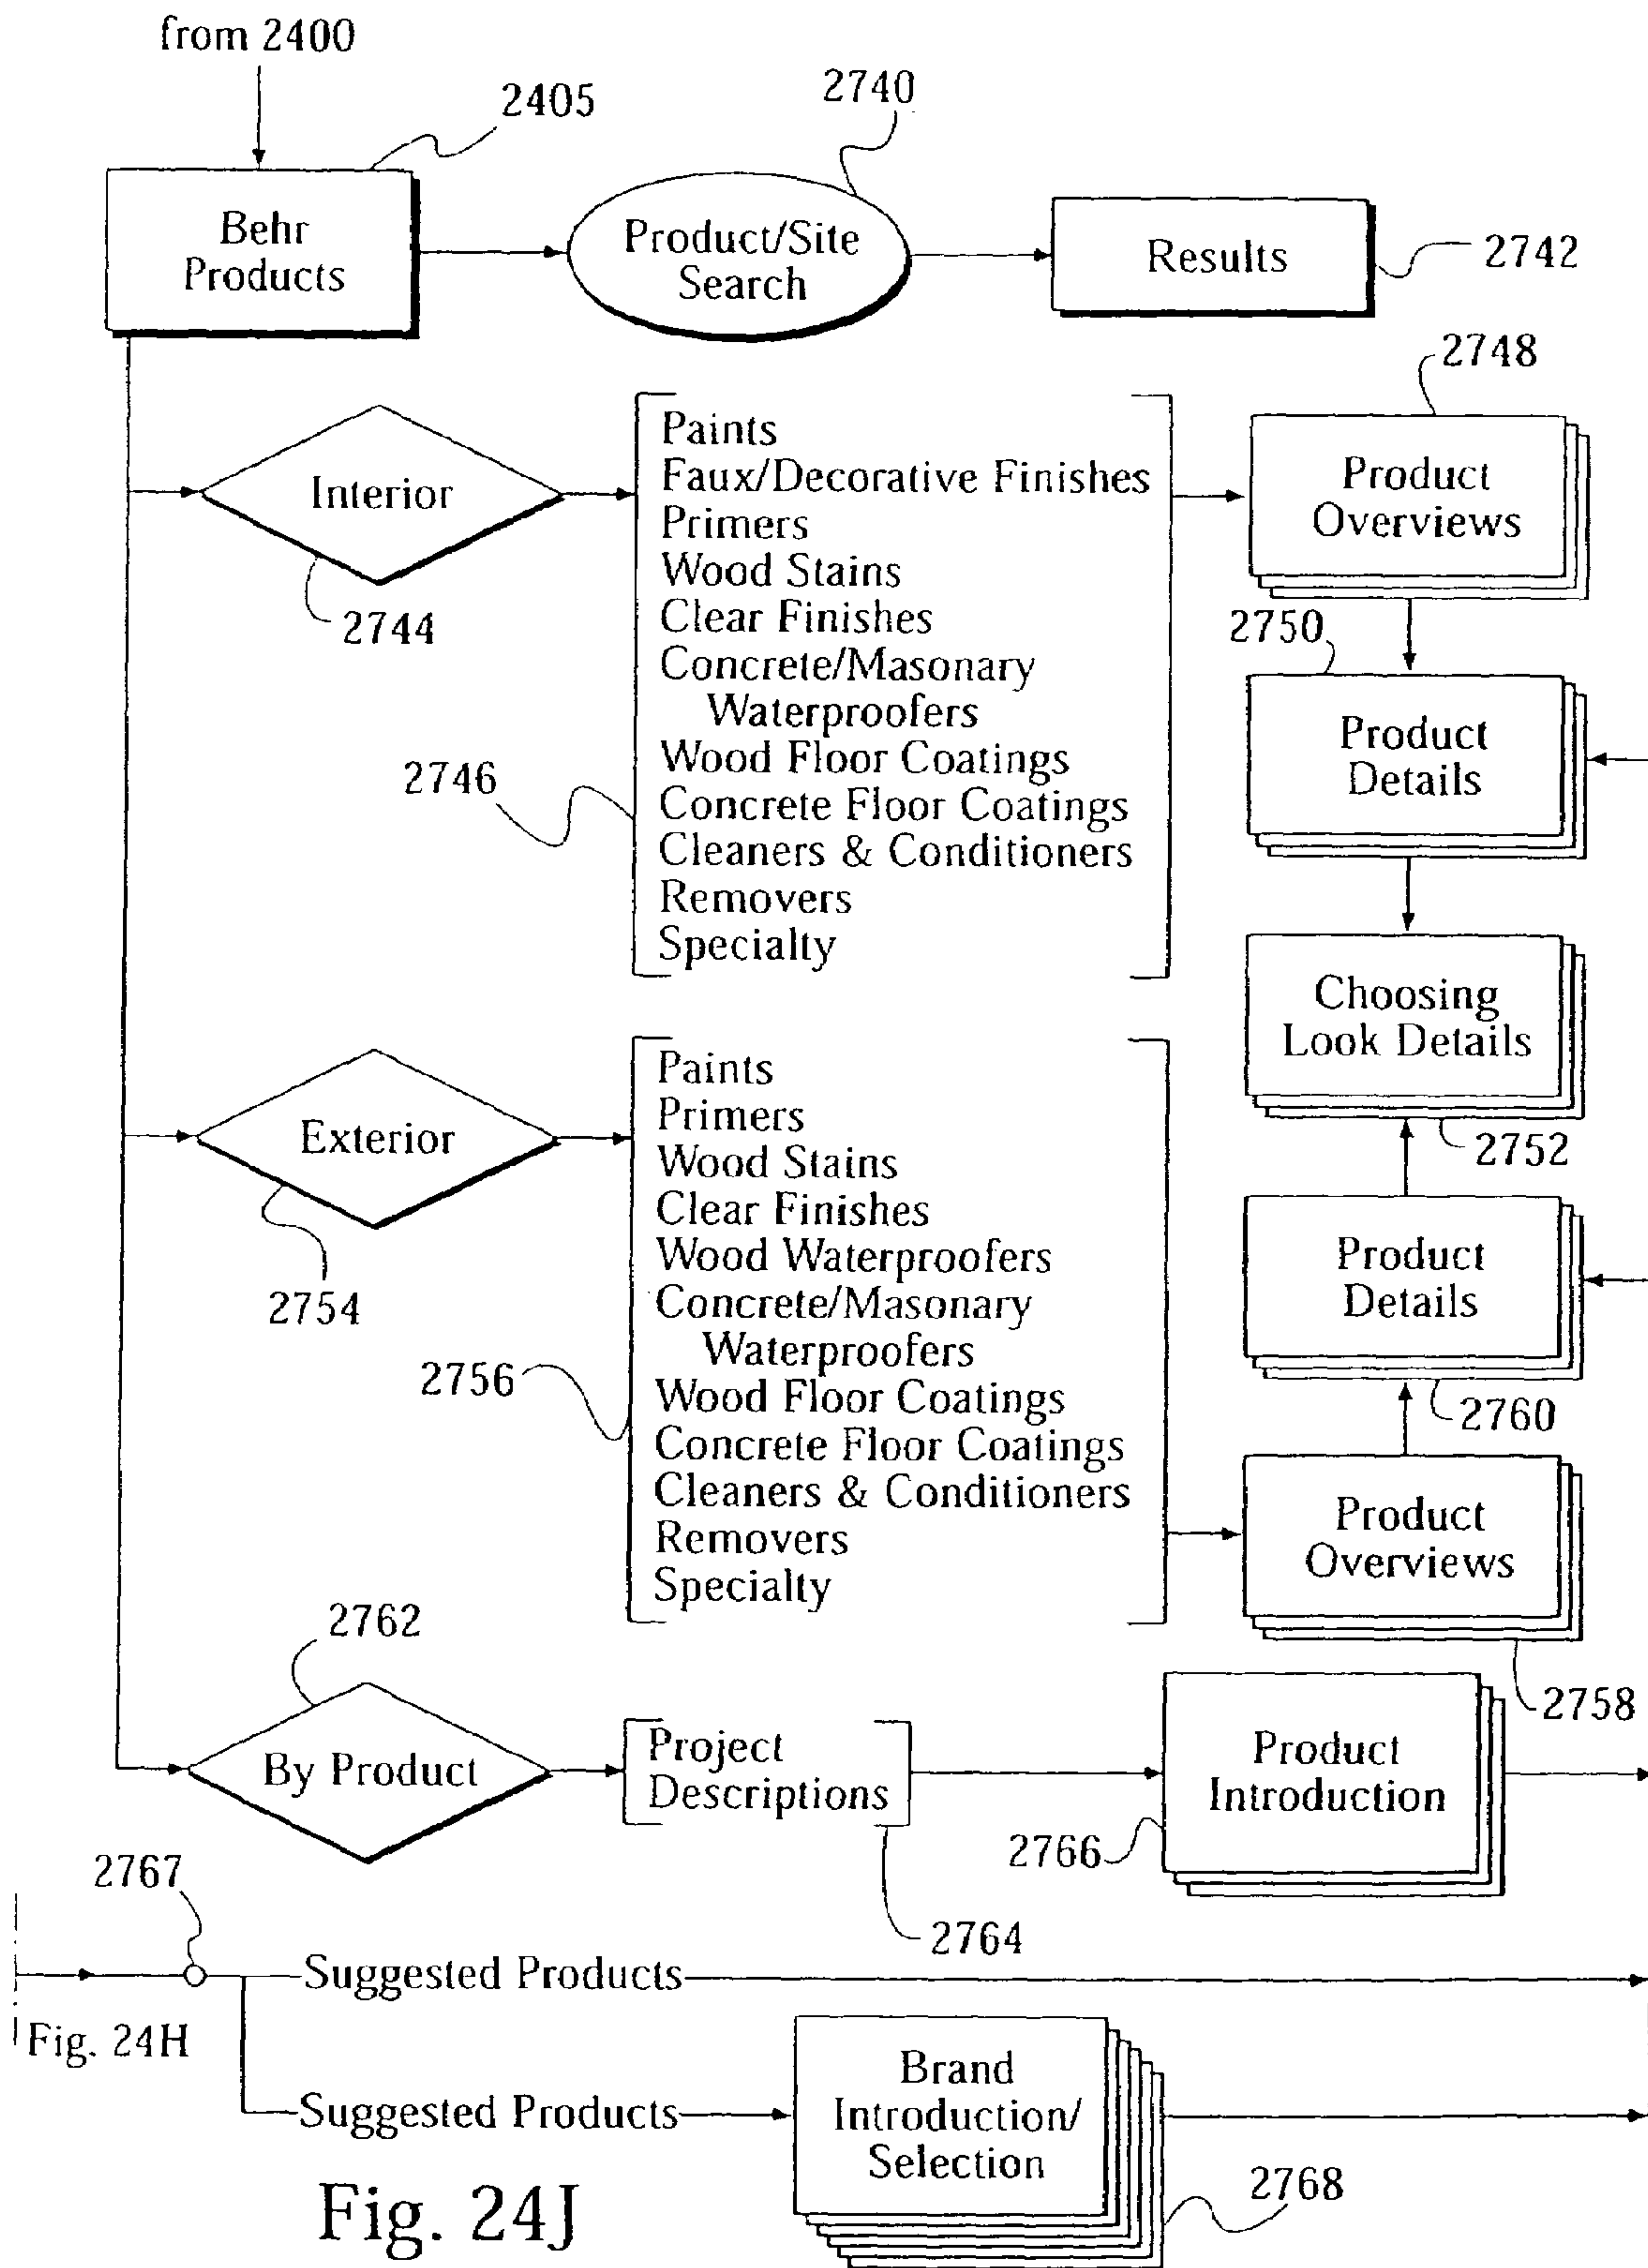 from 2400
2405
2740
Behr
Products
Product/Site
Search
Results
2742
2748
Interior
2744
Paints
Faux/Decorative Finishes
Primers
Wood Stains
Clear Finishes
Concrete/Masonary
Waterproofers
Wood Floor Coatings
Concrete Floor Coatings
Cleaners & Conditioners
Removers
Specialty
2746
Product
Overviews
2750
Product
Details
Choosing
Look Details
2752
Exterior
2754
Paints
Primers
Wood Stains
Clear Finishes
Wood Waterproofers
Concrete/Masonary
Waterproofers
Wood Floor Coatings
Concrete Floor Coatings
Cleaners & Conditioners
Removers
Specialty
2756
Product
Details
2760
Product
Overviews
2758
2762
By Product
Project
Descriptions
2764
Product
Introduction
2766
2767
Suggested Products
Fig. 24H
Suggested Products
Brand
Introduction/
Selection
2768
Fig. 24J